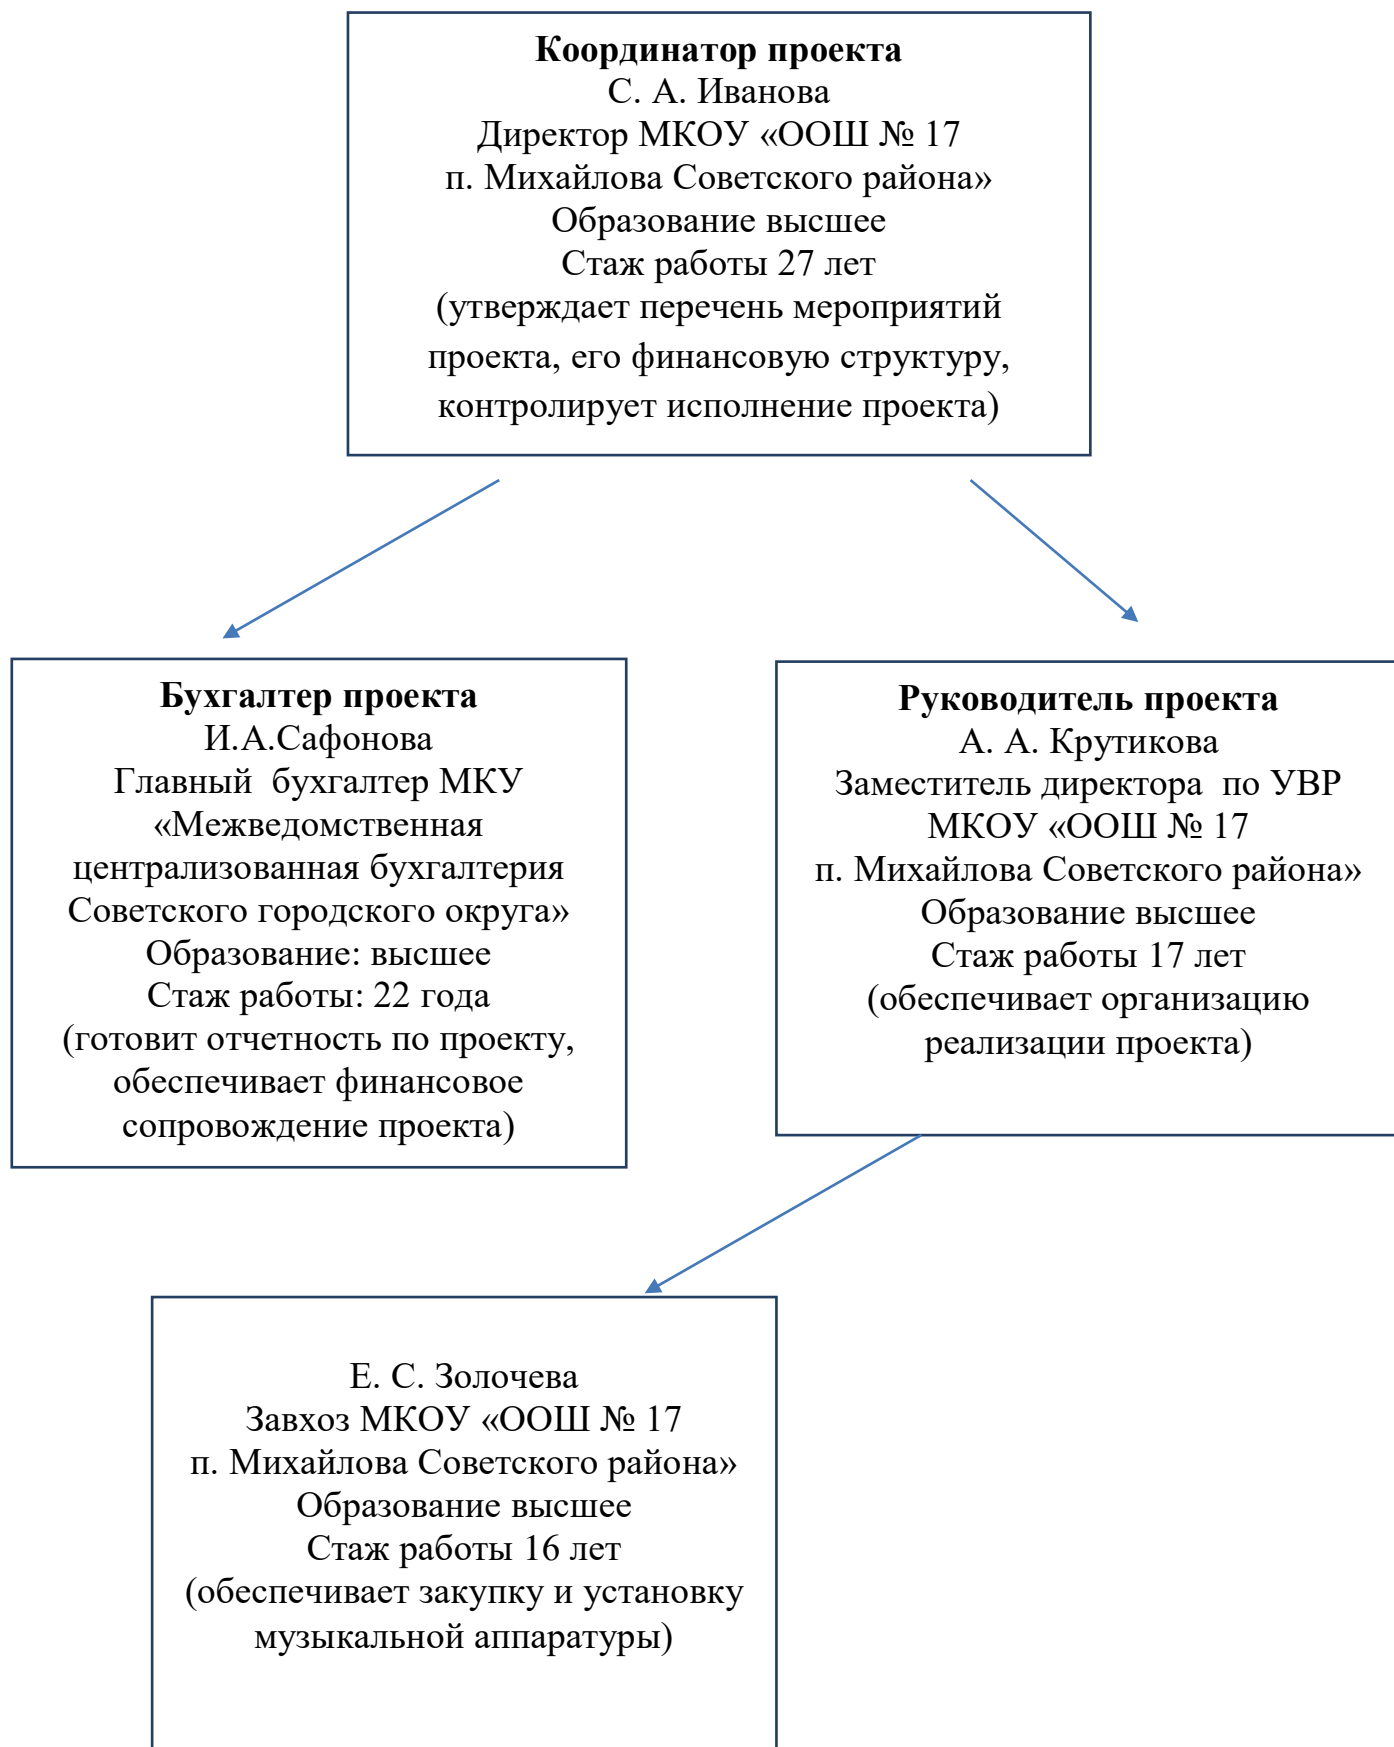 Координатор проекта
С. А. Иванова
Директор МКОУ «ООШ № 17
п. Михайлова Советского района»
Образование высшее
Стаж работы 27 лет
(утверждает перечень мероприятий
проекта, его финансовую структуру,
контролирует исполнение проекта)
Бухгалтер проекта
И.А.Сафонова
Главный  бухгалтер МКУ
«Межведомственная
централизованная бухгалтерия
Советского городского округа»
Образование: высшее
Стаж работы: 22 года
(готовит отчетность по проекту,
обеспечивает финансовое
сопровождение проекта)
Руководитель проекта
А. А. Крутикова
Заместитель директора  по УВР
МКОУ «ООШ № 17
п. Михайлова Советского района»
Образование высшее
Стаж работы 17 лет
(обеспечивает организацию
реализации проекта)
Е. С. Золочева
Завхоз МКОУ «ООШ № 17
п. Михайлова Советского района»
Образование высшее
Стаж работы 16 лет
(обеспечивает закупку и установку
музыкальной аппаратуры)